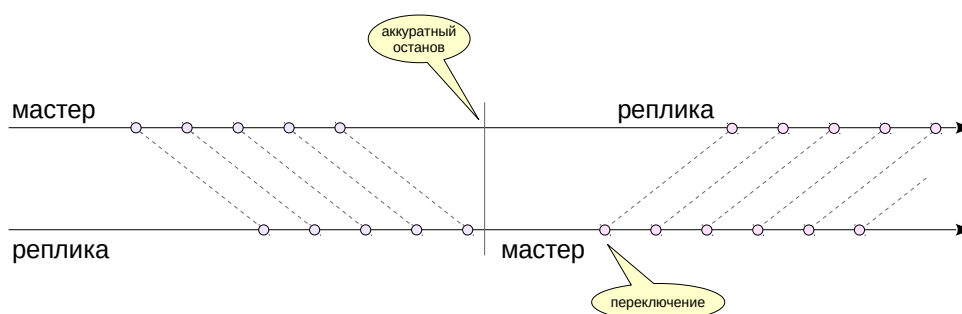 аккуратный
останов
мастер
реплика
реплика
мастер
переключение